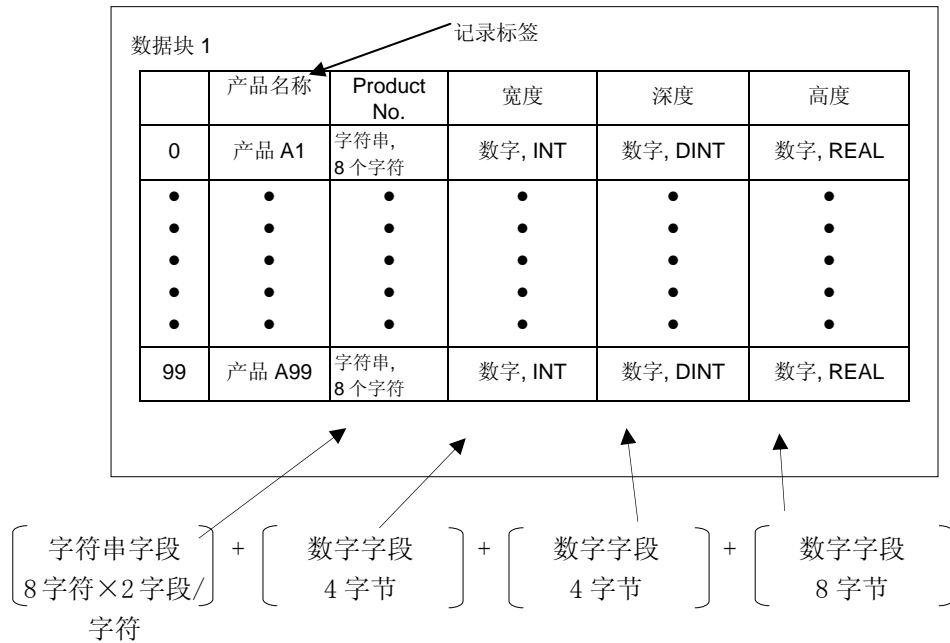 记录标签
数据块 1
产品名称 Product No. 宽度 深度 高度
0 产品 A1 字符串, 8 个字符 数字, INT 数字, DINT 数字, REAL
99 产品 A99 字符串, 8 个字符 数字, INT 数字, DINT 数字, REAL
字符串字段 + 数字字段 + 数字字段 + 数字字段
8 字符×2 字段/ 4 字节 4 字节 8 字节
字符